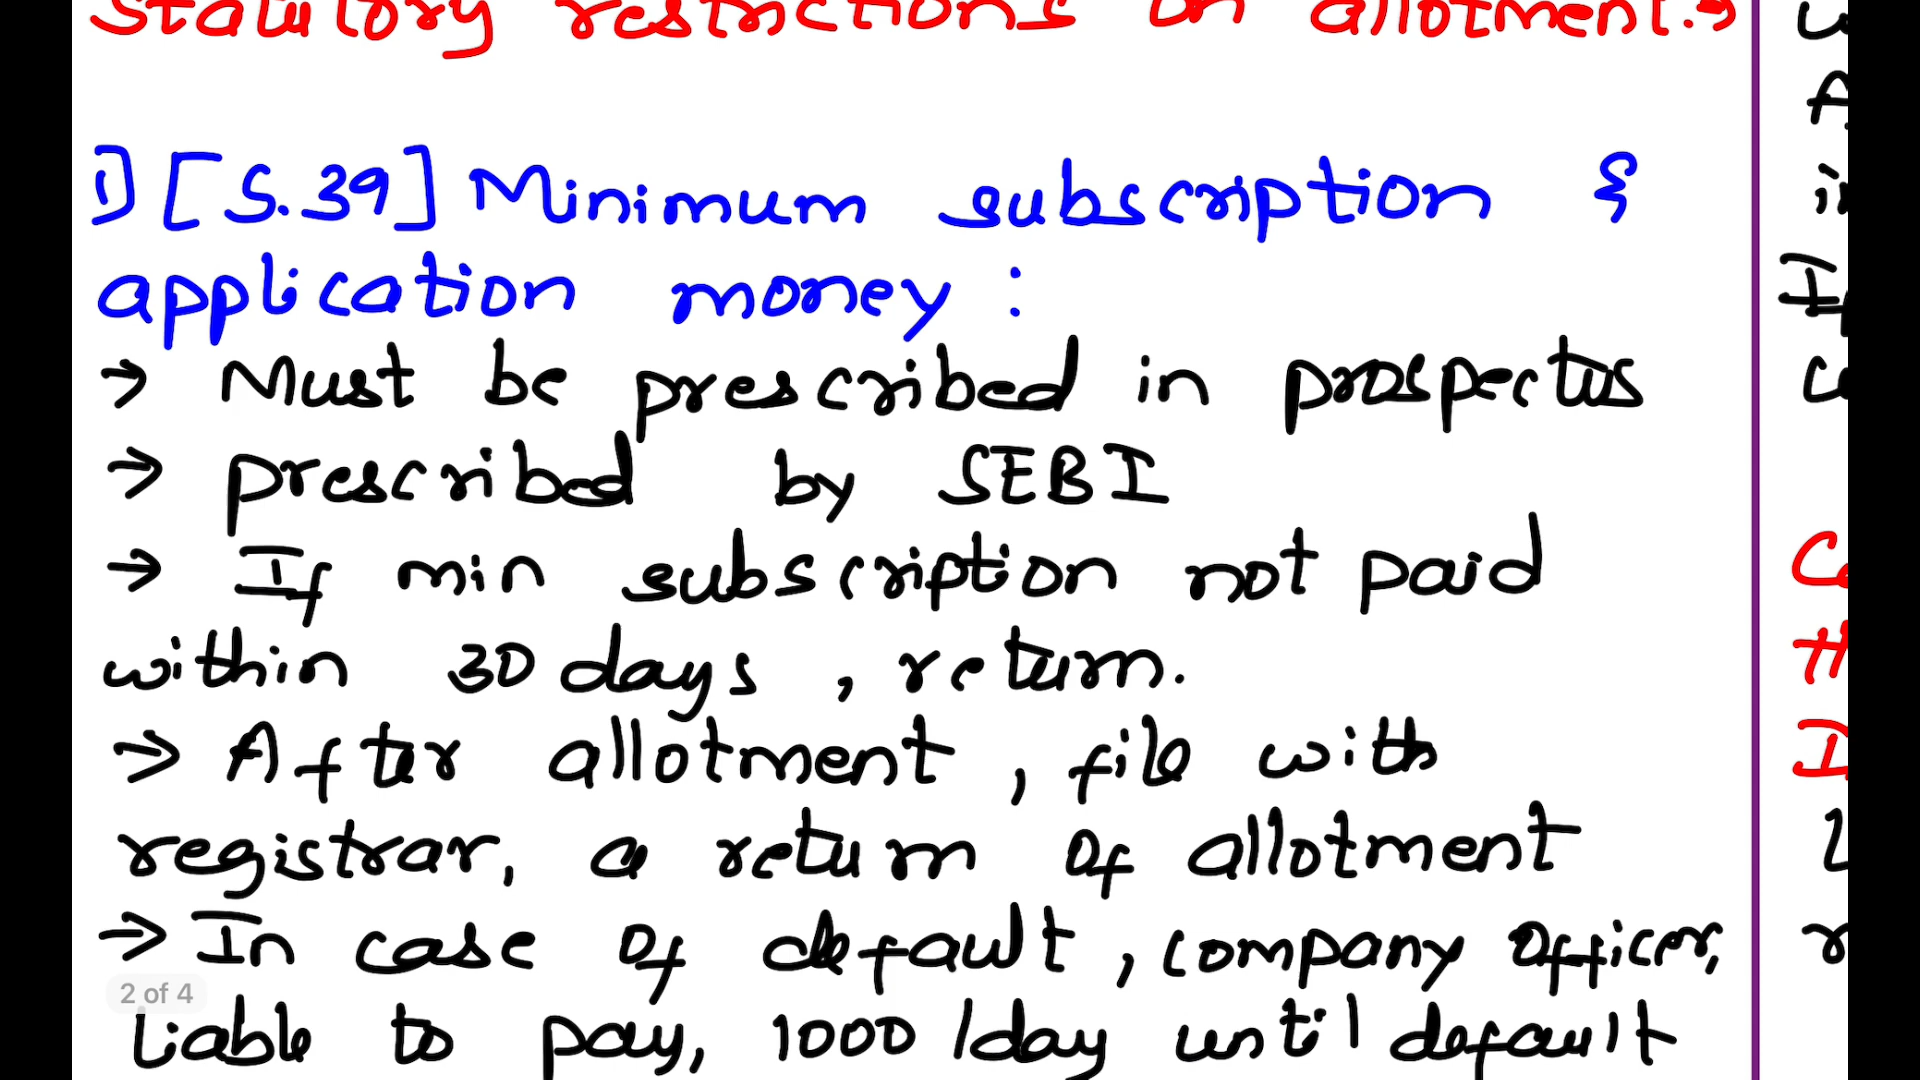 Statutory restrictions on allotment.→
1) [S.39] Minimum subscription &
application money :
→ Must be prescribed in prospectus
→ prescribed by SEBI
→ If min subscription not paid
within 30 days, return.
→ After allotment, file with
registrar, a return of allotment
→ In case of default, company officer,
liable to pay, 1000/day until default
2 of 4